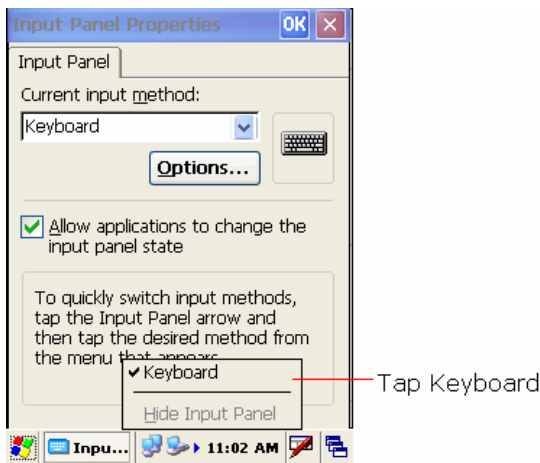 Input Panel Properties OK
Input Panel
Current input method:
Keyboard
Options...
Allow applications to change the
input panel state
To quickly switch input methods,
tap the Input Panel arrow and
then tap the desired method from
the menu that appears.
Keyboard
Tap Keyboard
Hide Input Panel
Inpu... 11:02 AM